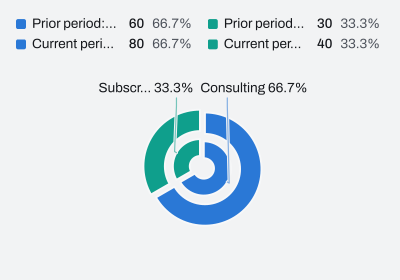 Prior period:... 60 66.7% Prior period... 30 33.3%
Current peri... 80 66.7% Current per... 40 33.3%
Subscr... 33.3% Consulting 66.7%